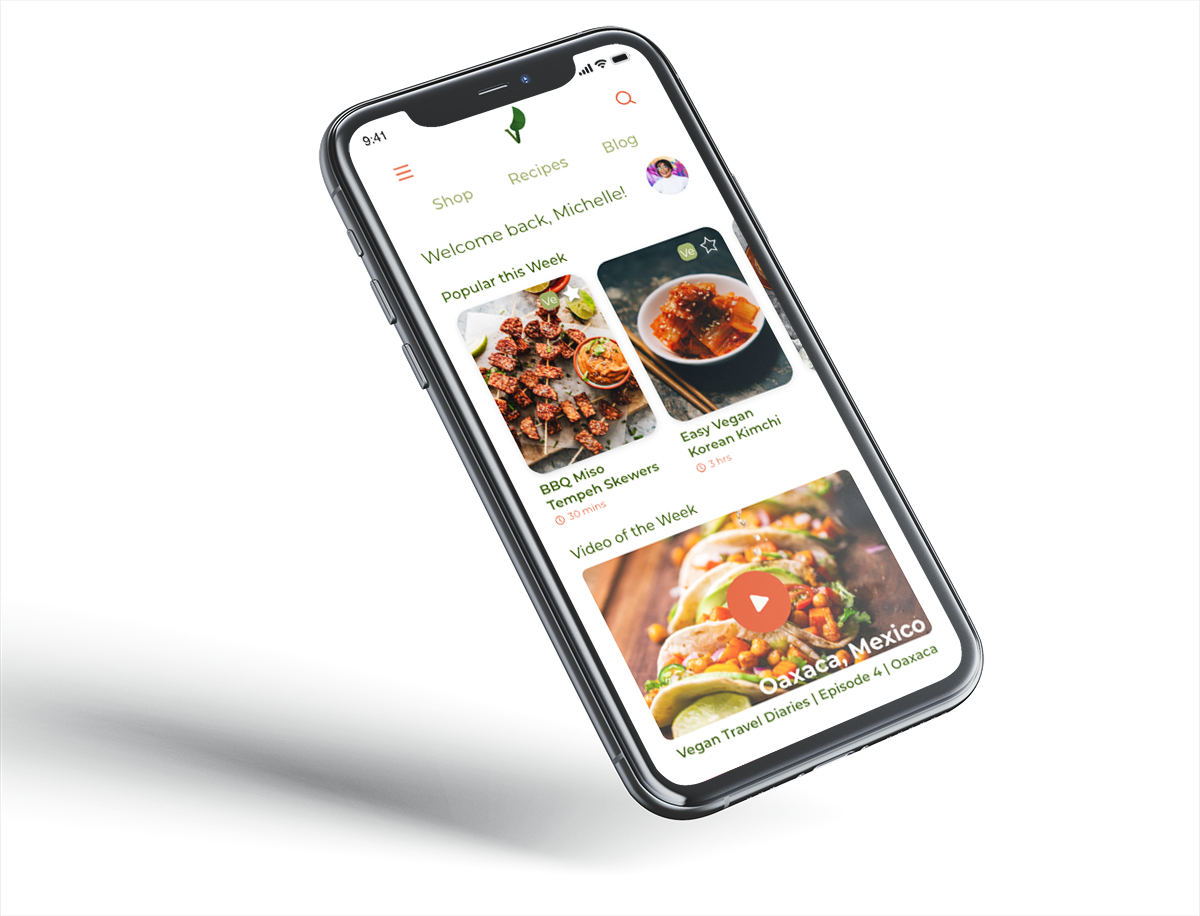 9:41
Shop
Recipes
Blog
Welcome back, Michelle!
Popular this Week
Ve
Ve
BBQ Miso
Tempeh Skewers
30 mins
Easy Vegan
Korean Kimchi
3 hrs
Video of the Week
Oaxaca, Mexico
Vegan Travel Diaries | Episode 4 | Oaxaca